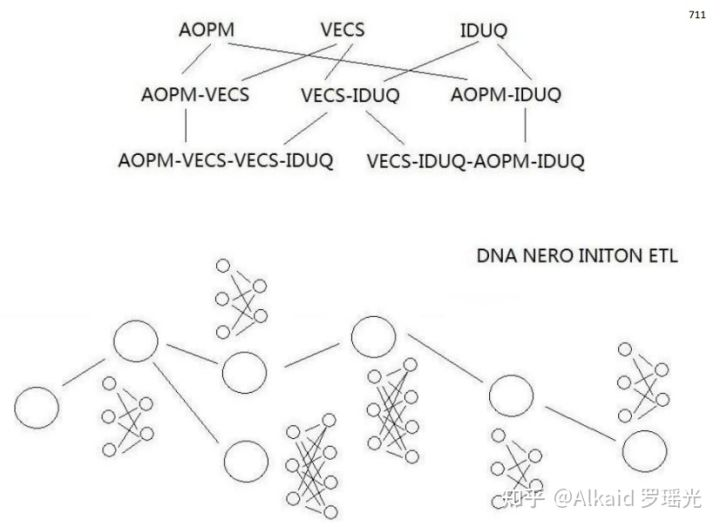 711
AOPM VECS IDUQ
AOPM-VECS VECS-IDUQ AOPM-IDUQ
AOPM-VECS-VECS-IDUQ VECS-IDUQ-AOPM-IDUQ
DNA NERO INITON ETL
知乎 @Alkaid 罗瑶光